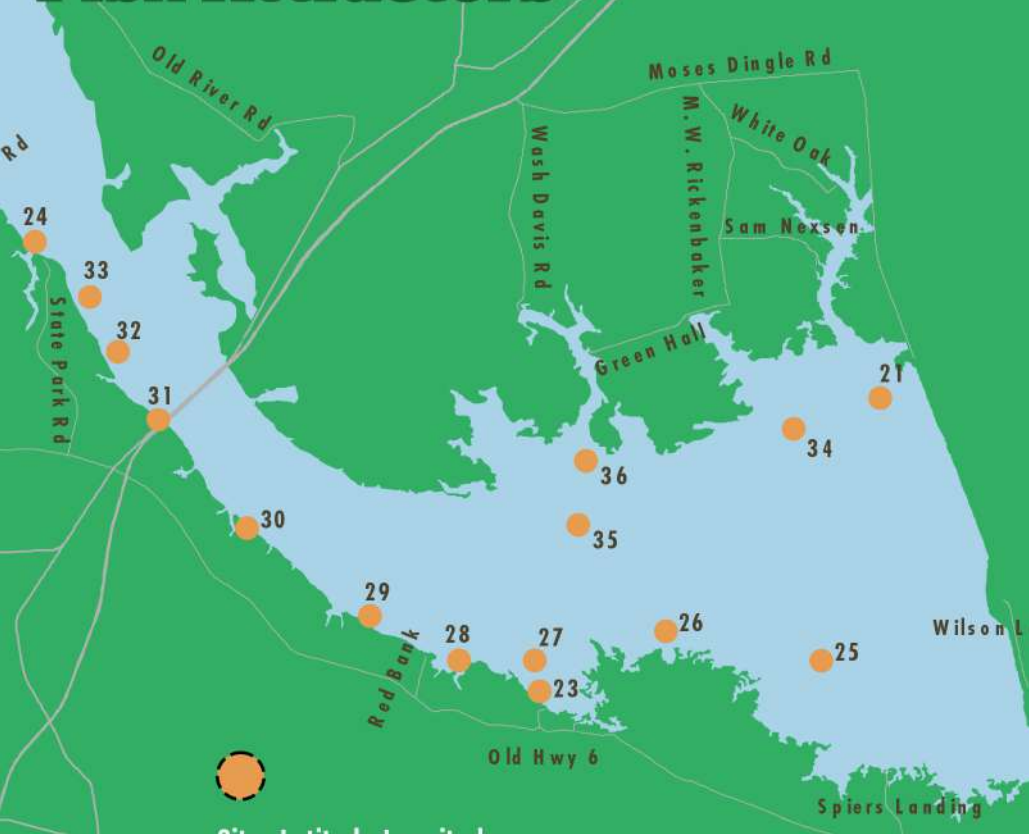 Fish Attractors
Old River Rd
Moses Dingle Rd
Rd
M.W. Rickenbaker
White Oak
Wash Davis Rd
24
Sam Nexsen
33
State Park Rd
32
Green Hall
21
31
34
36
30
35
29
26
Wilson L
28
27
25
Red Bank
23
Old Hwy 6
Spiers Landing